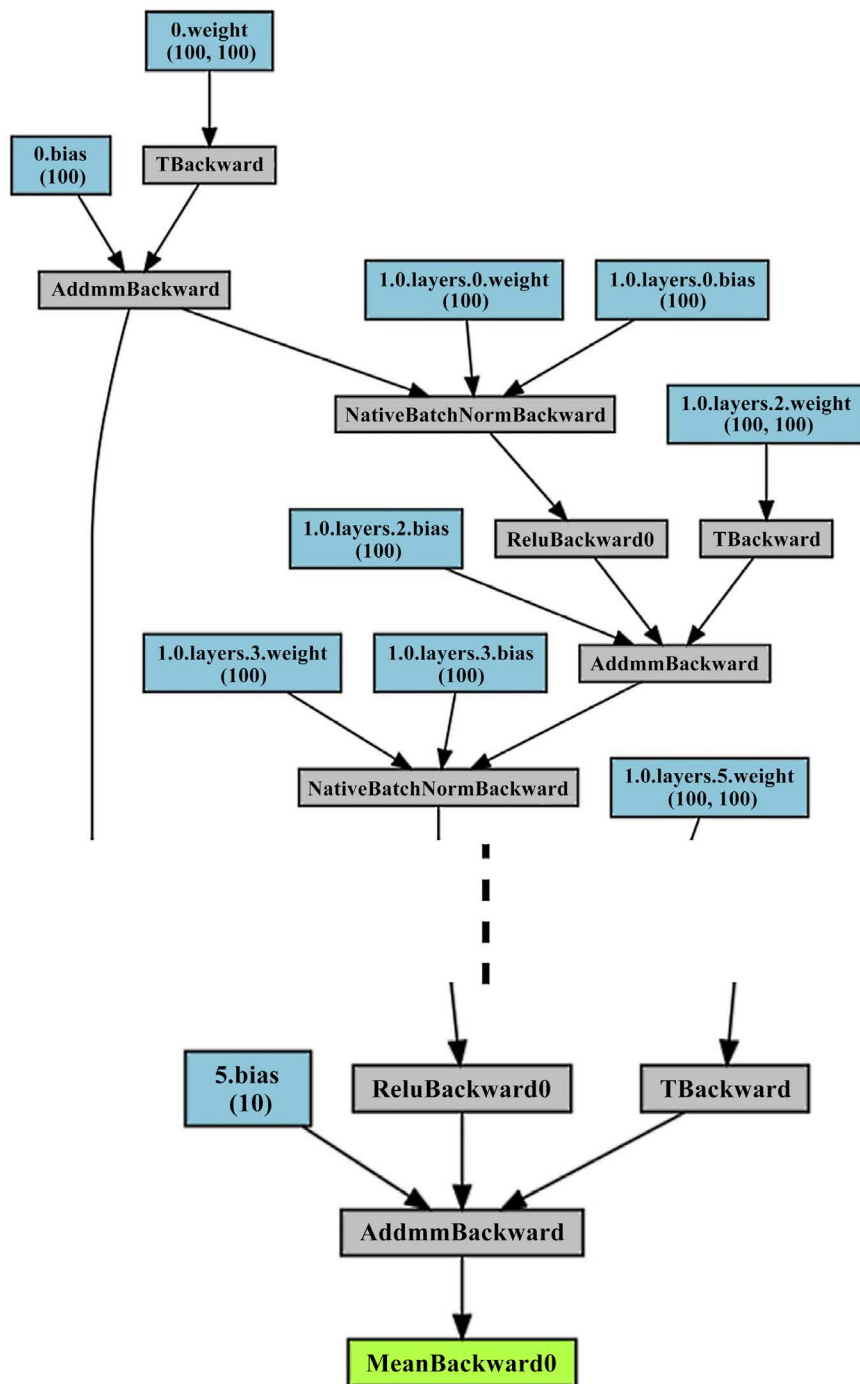 0.weight
(100, 100)
0.bias
(100)
TBackward
AddmmBackward
1.0.layers.0.weight
(100)
1.0.layers.0.bias
(100)
NativeBatchNormBackward
1.0.layers.2.weight
(100, 100)
1.0.layers.2.bias
(100)
ReluBackward0
TBackward
1.0.layers.3.weight
(100)
1.0.layers.3.bias
(100)
AddmmBackward
NativeBatchNormBackward
1.0.layers.5.weight
(100, 100)
5.bias
(10)
ReluBackward0
TBackward
AddmmBackward
MeanBackward0